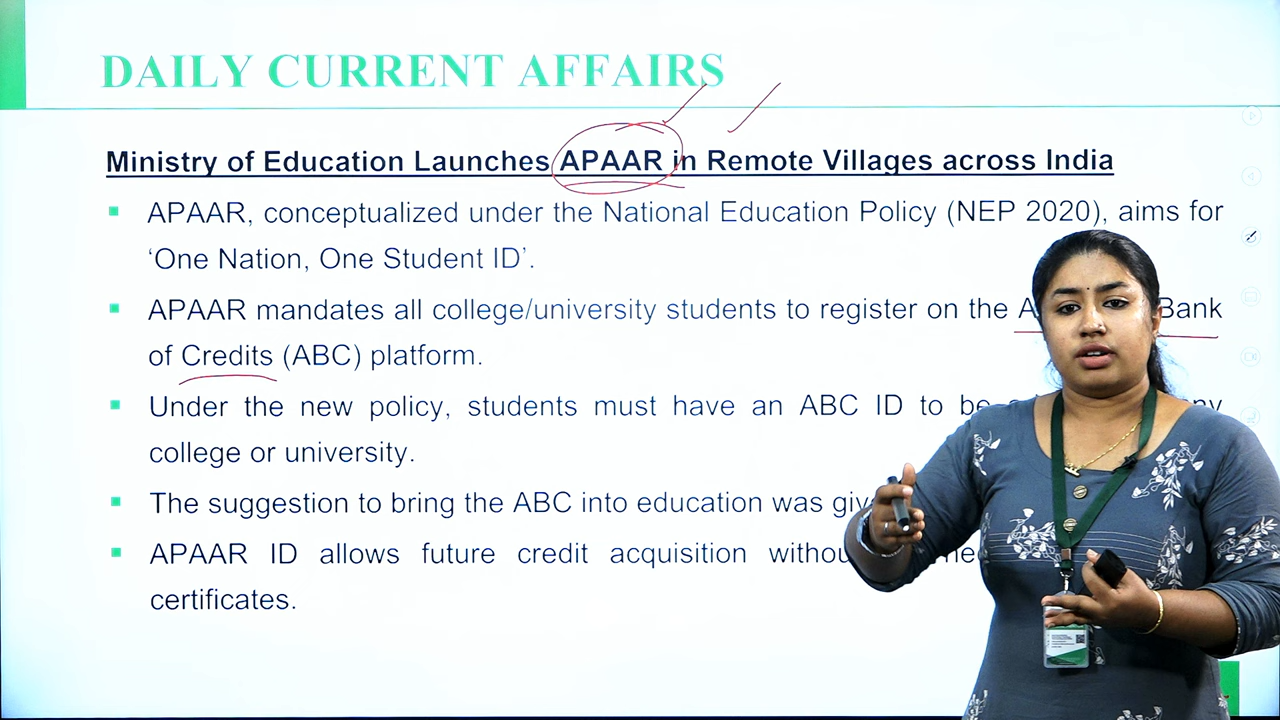 DAILY CURRENT AFFAIRS
Ministry of Education Launches APAAR in Remote Villages across India
APAAR, conceptualized under the National Education Policy (NEP 2020), aims for
‘One Nation, One Student ID’.
APAAR mandates all college/university students to register on the Bank
of Credits (ABC) platform.
Under the new policy, students must have an ABC ID to be
college or university.
The suggestion to bring the ABC into education was
APAAR ID allows future credit acquisition
certificates.